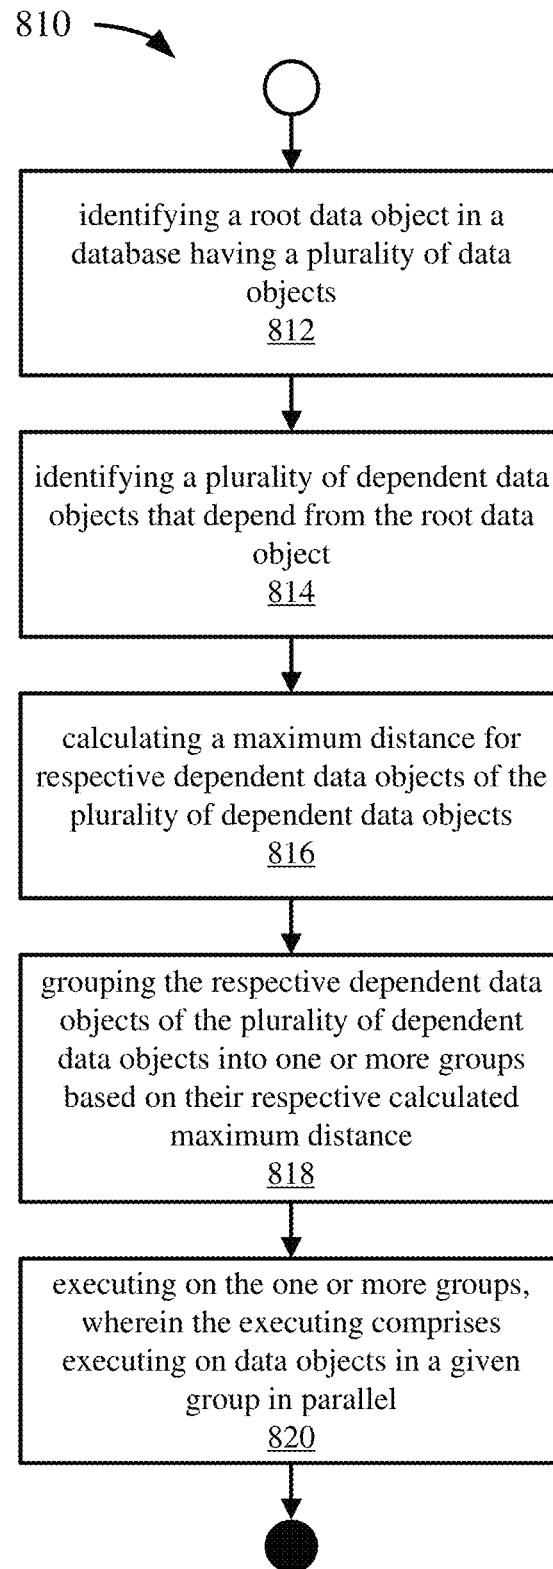 810
identifying a root data object in a
database having a plurality of data
objects
812
identifying a plurality of dependent data
objects that depend from the root data
object
814
calculating a maximum distance for
respective dependent data objects of the
plurality of dependent data objects
816
grouping the respective dependent data
objects of the plurality of dependent
data objects into one or more groups
based on their respective calculated
maximum distance
818
executing on the one or more groups,
wherein the executing comprises
executing on data objects in a given
group in parallel
820